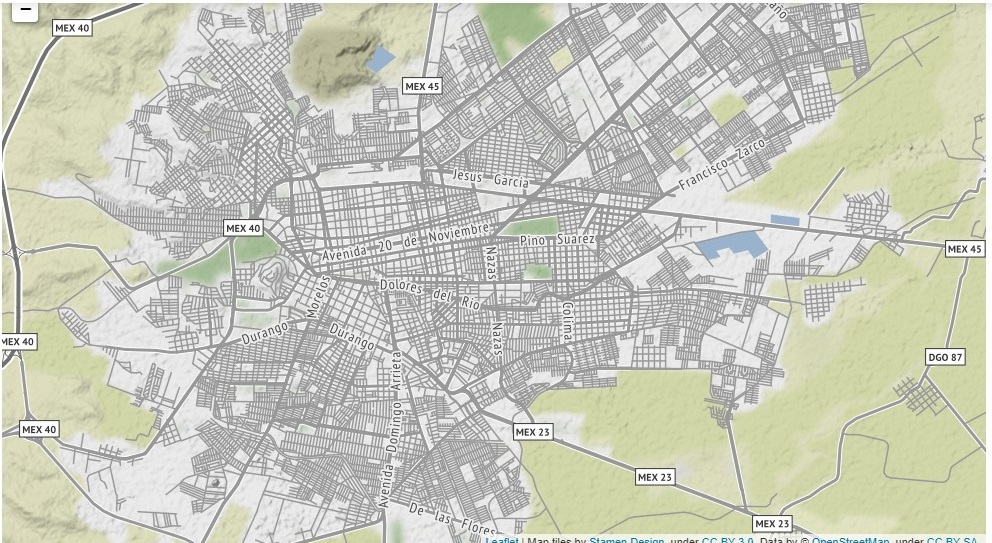 −
MEX 40
MEX 45
Jesus Garcia
Francisco Zarco
MEX 40
Avenida 20 de Noviembre
Pino Suarez
MEX 45
Nazas
Dolores del Rio
Morelos
Colima
Durango
Durango
Nazas
MEX 40
DGO 87
Avenida Domingo Arrieta
MEX 40
MEX 23
MEX 23
De las Flores
MEX 23
Leaflet | Map tiles by Stamen Design, under CC BY 3.0. Data by © OpenStreetMap, under CC BY SA